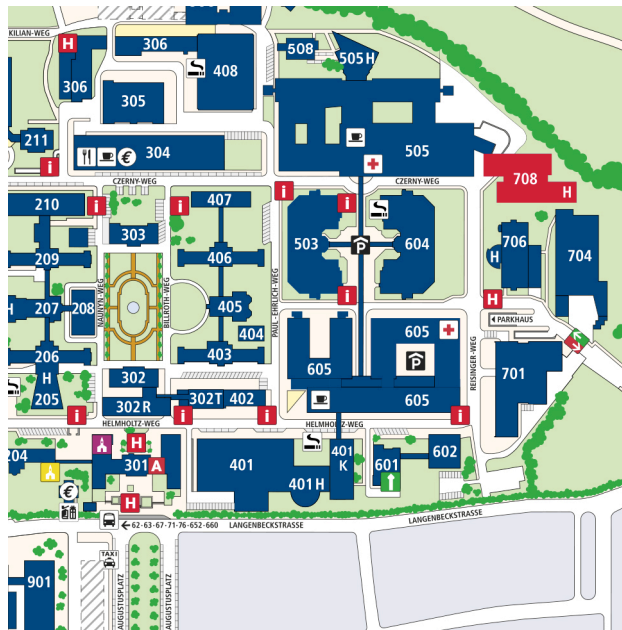 KILIAN-WEG
H
306
306
408
508
505H
305
211
304
€
505
i
i
CZERNY-WEG
CZERNY-WEG
708
H
210
i
i
407
i
i
303
503
604
706
704
209
406
P
H
NAUNYN-WEG
BILLROTH-WEG
PAUL-EHRLICH-WEG
H
207
208
405
i
H
404
PARKHAUS
605
206
403
P
REISINGER-WEG
605
701
H
205
302
302R
302T
402
605
i
i
i
i
HELMHOLTZ-WEG
HELMHOLTZ-WEG
204
H
301
A
401
401
K
401H
601
602
€
H
←62-63-67-71-76-652-660
LANGENBECKSTRASSE
LANGENBECKSTRASSE
TAXI
901
AUGUSTUSPLATZ
AUGUSTUSPLATZ